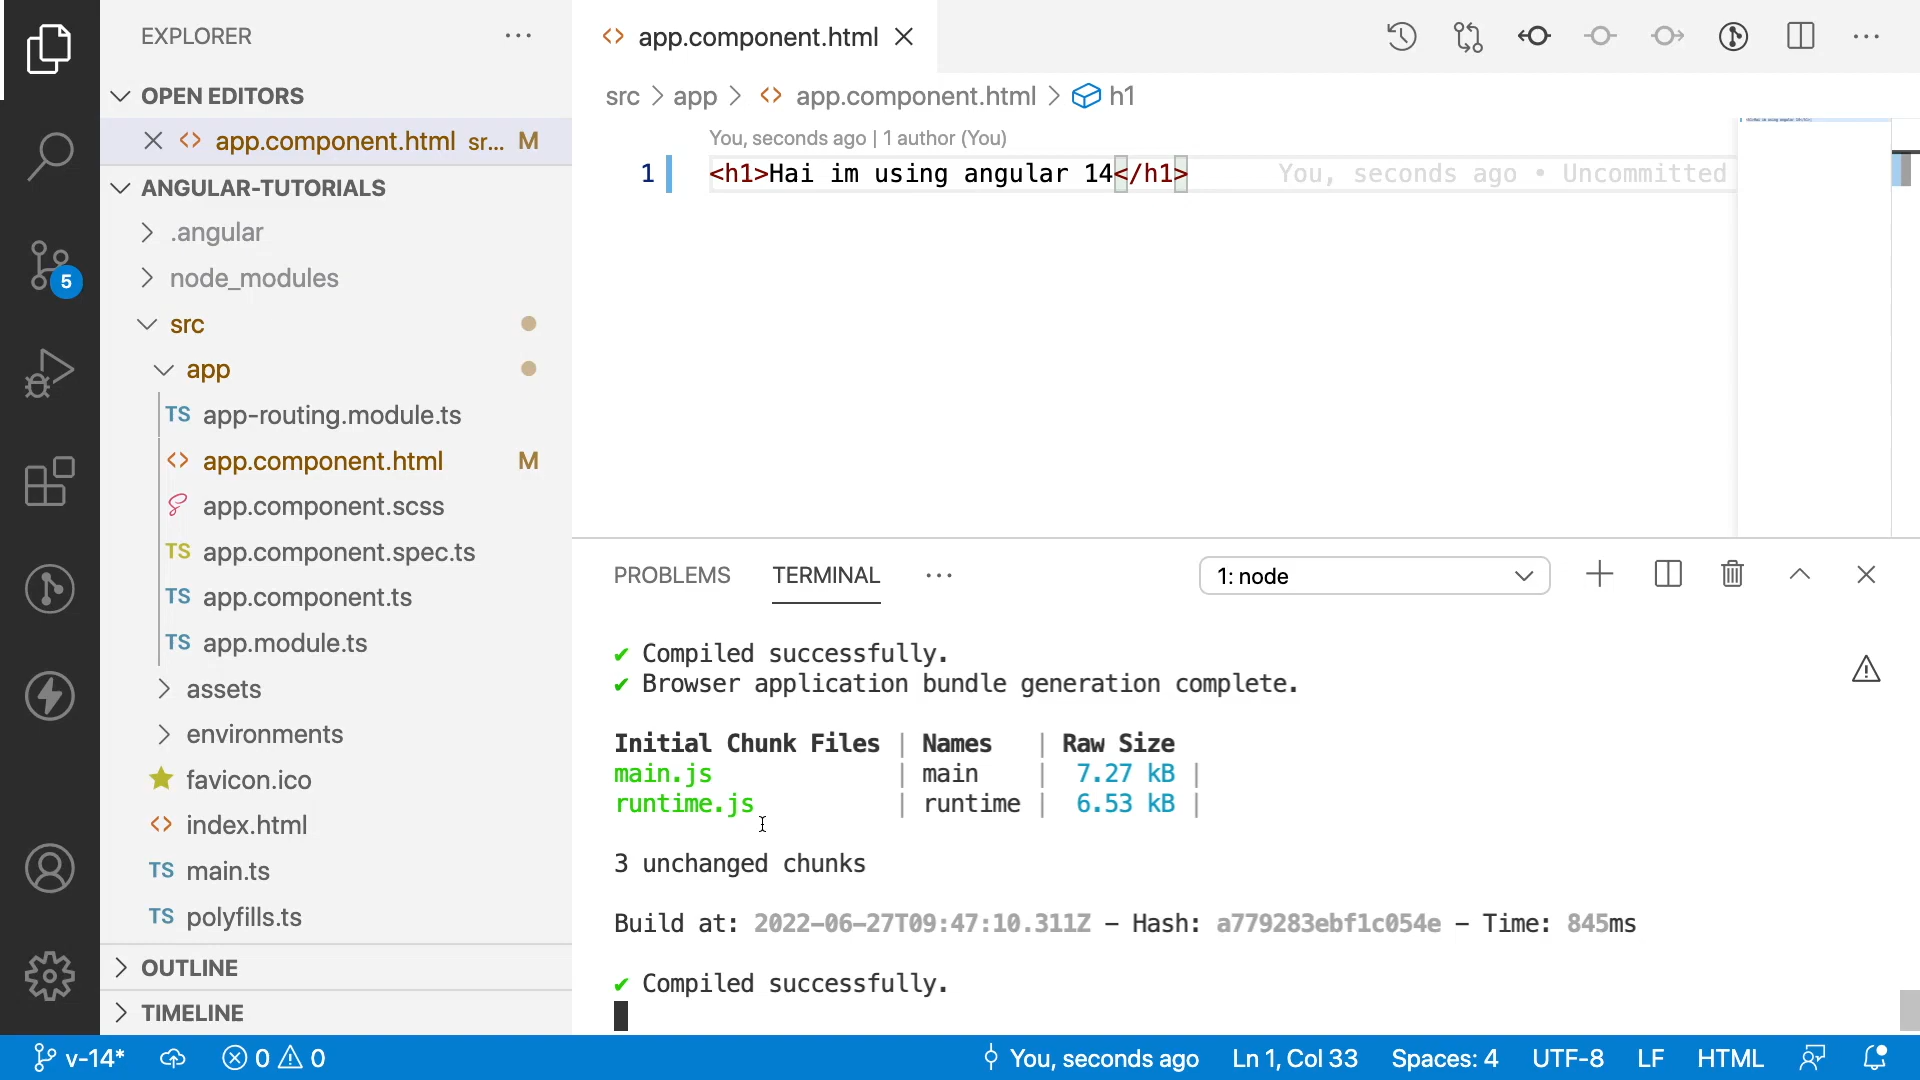 EXPLORER
OPEN EDITORS
app.component.html sr... M
ANGULAR-TUTORIALS
.angular
node_modules
5
src
app
TS app-routing.module.ts
app.component.html M
app.component.scss
TS app.component.spec.ts
TS app.component.ts
TS app.module.ts
assets
environments
favicon.ico
index.html
TS main.ts
TS polyfills.ts
OUTLINE
TIMELINE
app.component.html
src > app > app.component.html > h1
You, seconds ago | 1 author (You)
1 <h1>Hai im using angular 14</h1> You, seconds ago • Uncommitted
PROBLEMS TERMINAL ... 1: node
✔ Compiled successfully.
✔ Browser application bundle generation complete.
Initial Chunk Files | Names | Raw Size
main.js | main | 7.27 kB |
runtime.js | runtime | 6.53 kB |
3 unchanged chunks
Build at: 2022-06-27T09:47:10.311Z - Hash: a779283ebf1c054e - Time: 845ms
✔ Compiled successfully.
v-14* 0 0 You, seconds ago Ln 1, Col 33 Spaces: 4 UTF-8 LF HTML